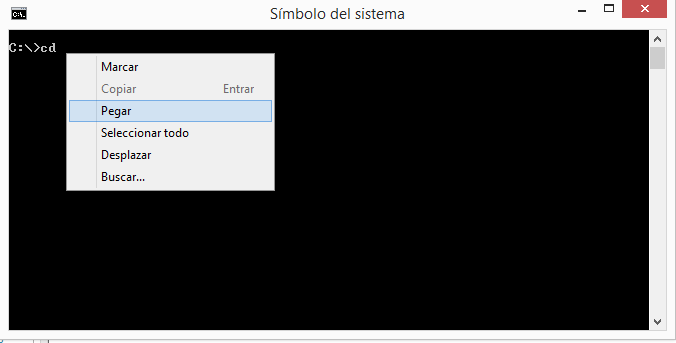 C:\.
Símbolo del sistema
C:\>cd
Marcar
Copiar Entrar
Pegar
Seleccionar todo
Desplazar
Buscar...